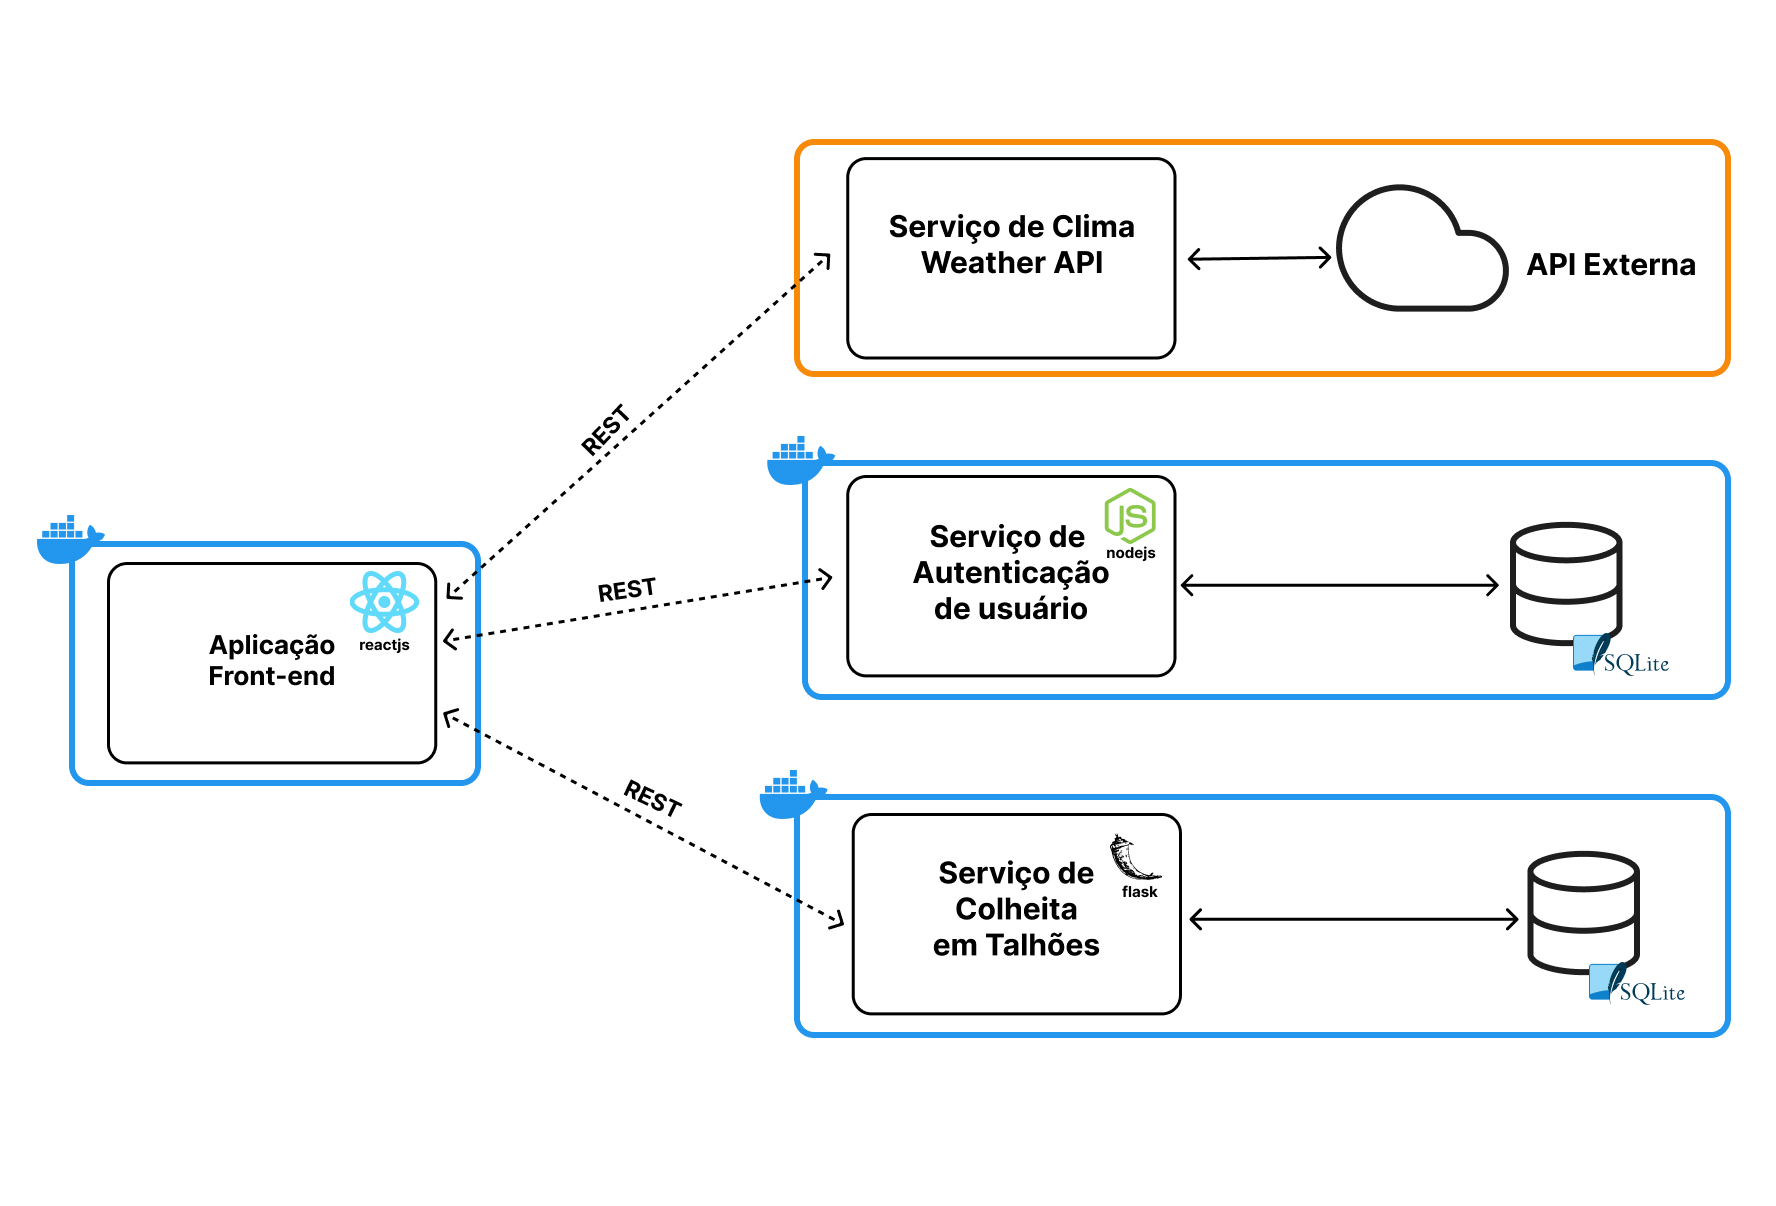 Serviço de Clima
Weather API
API Externa
REST
nodejs
Serviço de
Autenticação
de usuário
REST
SQLite
reactjs
Aplicação
Front-end
REST
flask
Serviço de
Colheita
em Talhões
SQLite